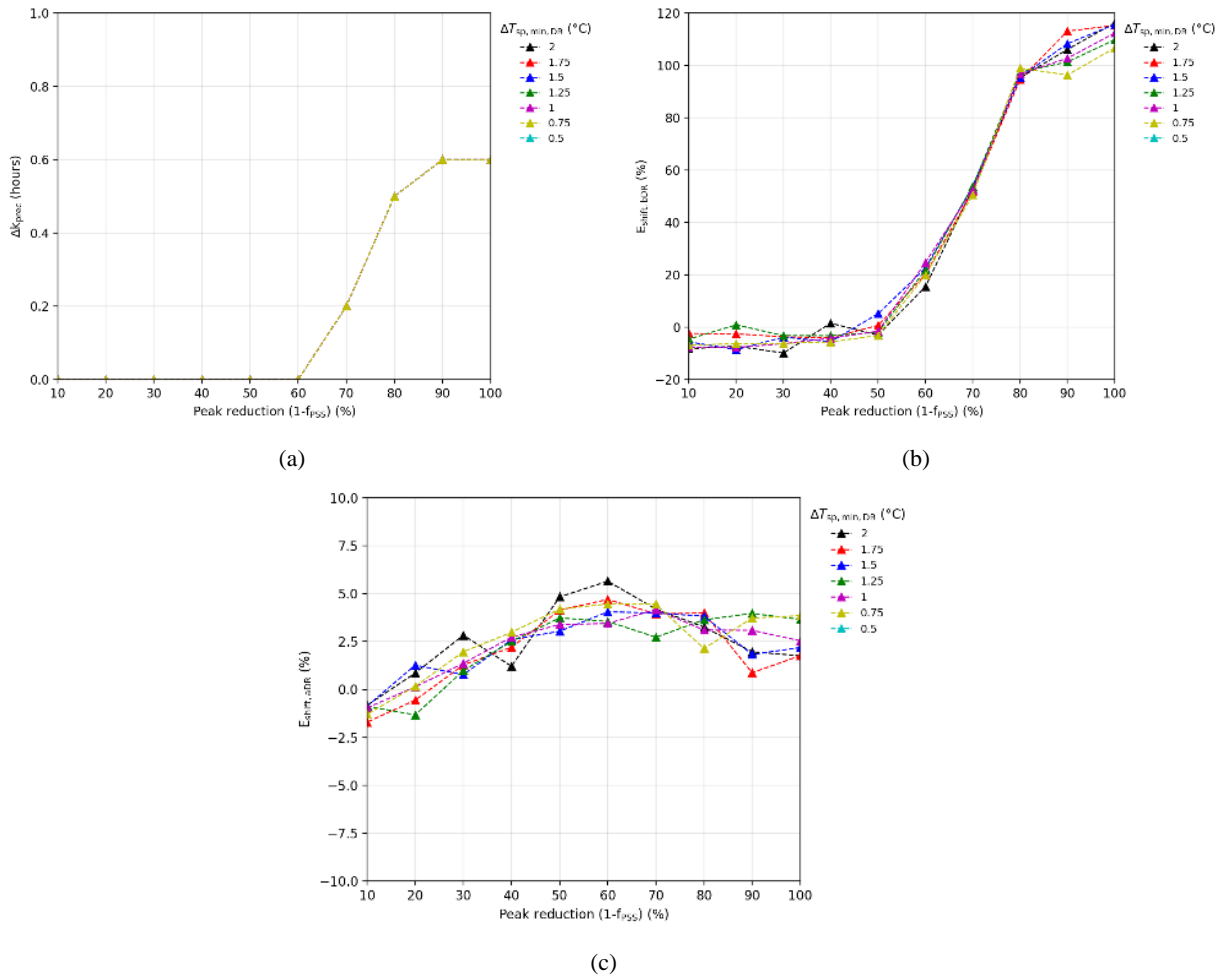 1.0
0.8
0.6
0.4
0.2
0.0
Δk_prec (hours)
10 20 30 40 50 60 70 80 90 100
Peak reduction (1-f_PSS) (%)
ΔT_sp, min, DR (°C)
2
1.75
1.5
1.25
1
0.75
0.5
(a)
120
100
80
60
40
20
0
−20
E_shift, bDR (%)
10 20 30 40 50 60 70 80 90 100
Peak reduction (1-f_PSS) (%)
ΔT_sp, min, DR (°C)
2
1.75
1.5
1.25
1
0.75
0.5
(b)
10.0
7.5
5.0
2.5
0.0
−2.5
−5.0
−7.5
−10.0
E_shift, aDR (%)
10 20 30 40 50 60 70 80 90 100
Peak reduction (1-f_PSS) (%)
ΔT_sp, min, DR (°C)
2
1.75
1.5
1.25
1
0.75
0.5
(c)